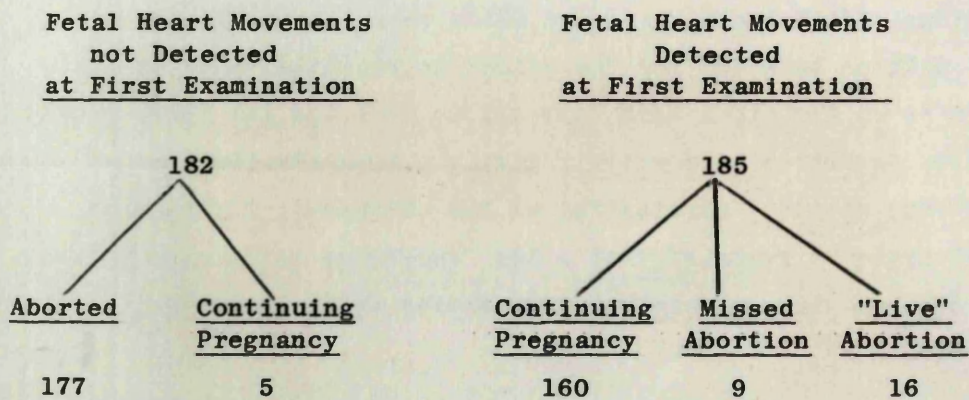 Fetal Heart Movements
not Detected
at First Examination
182
Aborted
Continuing
Pregnancy
177
5
Fetal Heart Movements
Detected
at First Examination
185
Continuing
Pregnancy
Missed
Abortion
"Live"
Abortion
160
9
16